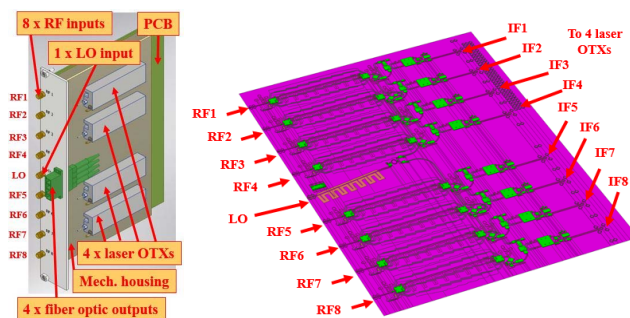 8 x RF inputs
PCB
1 x LO input
RF1
RF2
RF3
RF4
LO
RF5
RF6
RF7
RF8
4 x laser OTXs
Mech. housing
4 x fiber optic outputs
IF1
To 4 laser
OTXs
IF2
IF3
IF4
IF5
IF6
IF7
IF8
RF1
RF2
RF3
RF4
LO
RF5
RF6
RF7
RF8